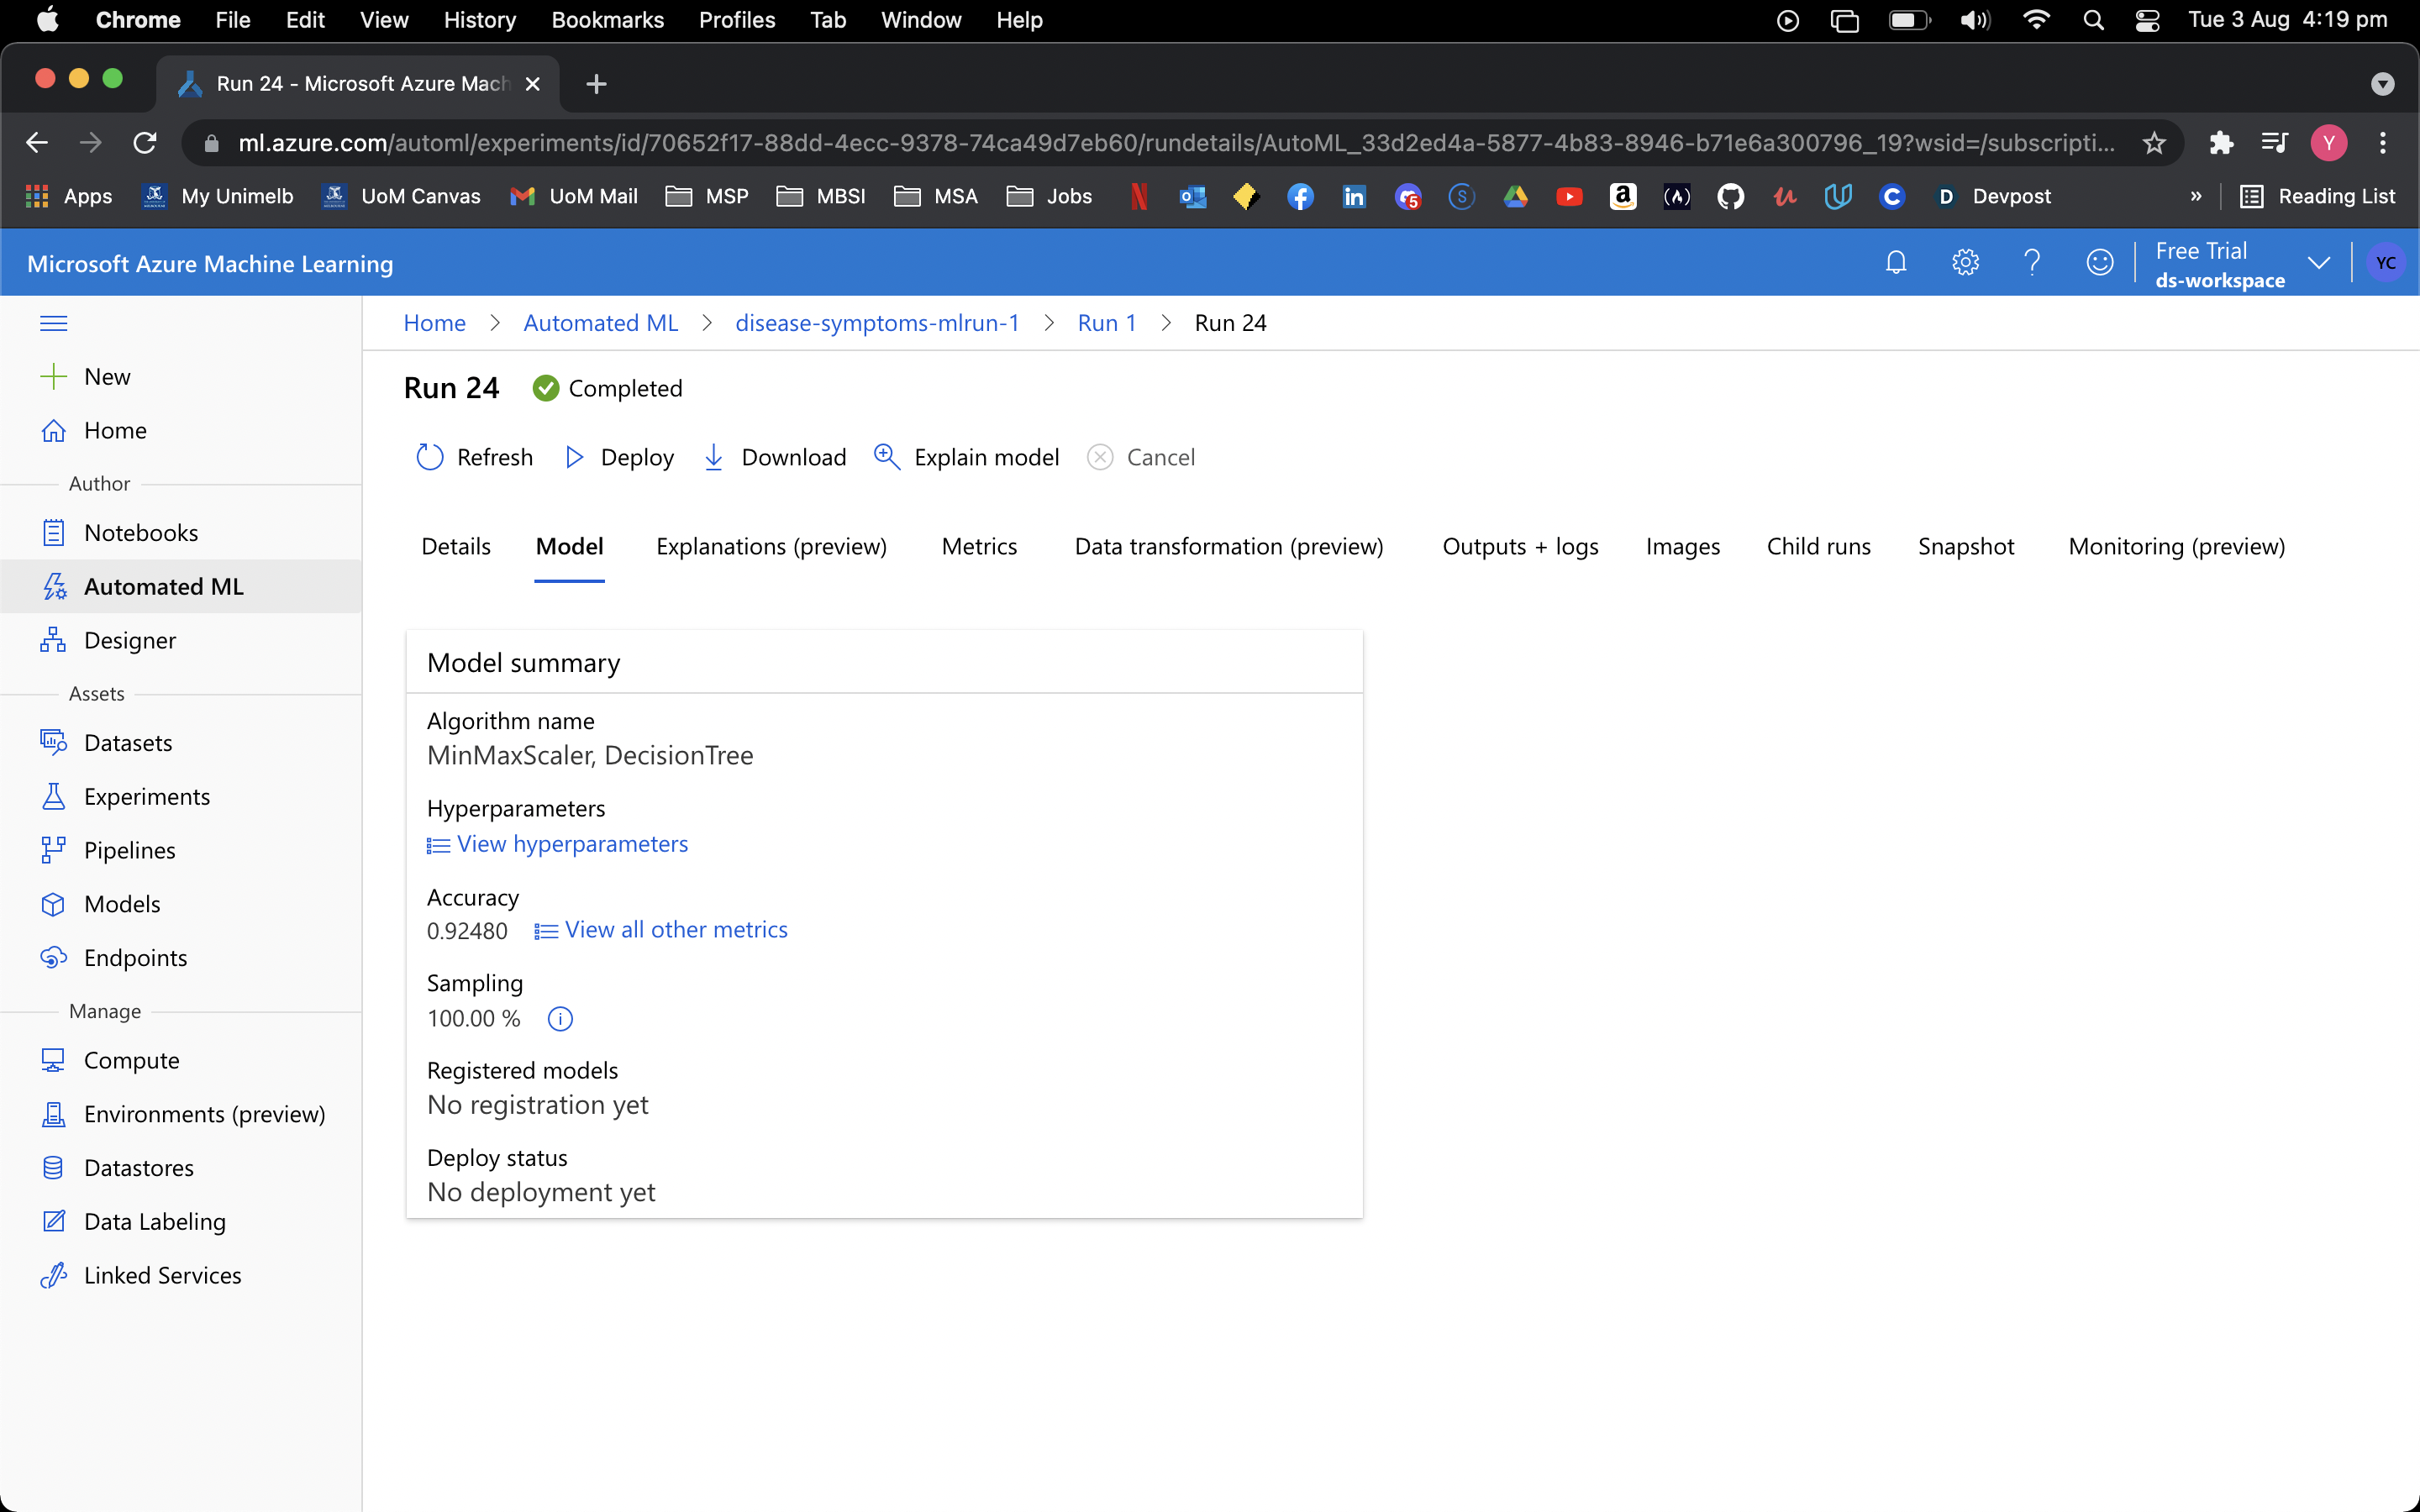 Chrome File Edit View History Bookmarks Profiles Tab Window Help Tue 3 Aug 4:19 pm
Run 24 - Microsoft Azure Mach
ml.azure.com/automl/experiments/id/70652f17-88dd-4ecc-9378-74ca49d7eb60/rundetails/AutoML_33d2ed4a-5877-4b83-8946-b71e6a300796_19?wsid=/subscripti... Y
Apps My Unimelb UoM Canvas UoM Mail MSP MBSI MSA Jobs Devpost » Reading List
Microsoft Azure Machine Learning
Free Trial
ds-workspace
YC
Home > Automated ML > disease-symptoms-mlrun-1 > Run 1 > Run 24
New
Home
Author
Notebooks
Automated ML
Designer
Assets
Datasets
Experiments
Pipelines
Models
Endpoints
Manage
Compute
Environments (preview)
Datastores
Data Labeling
Linked Services
Run 24 Completed
Refresh Deploy Download Explain model Cancel
Details Model Explanations (preview) Metrics Data transformation (preview) Outputs + logs Images Child runs Snapshot Monitoring (preview)
Model summary
Algorithm name
MinMaxScaler, DecisionTree
Hyperparameters
View hyperparameters
Accuracy
0.92480 View all other metrics
Sampling
100.00 %
Registered models
No registration yet
Deploy status
No deployment yet